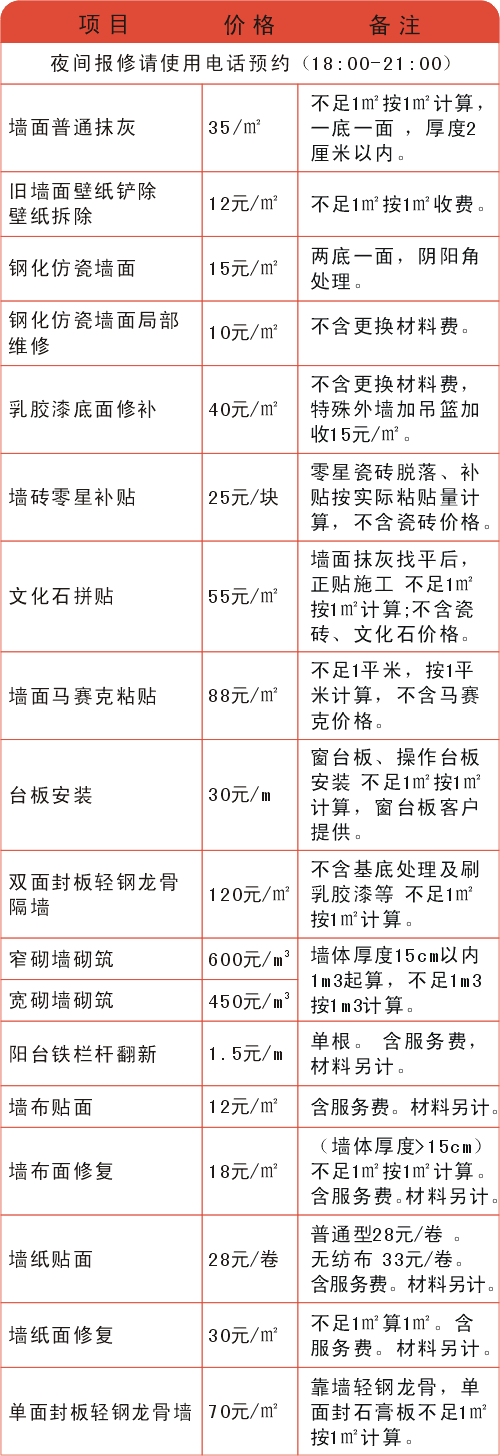 项目 价格 备注
夜间报修请使用电话预约（18:00-21:00）
墙面普通抹灰 35/㎡ 不足1㎡按1㎡计算，
一底一面 ，厚度2
厘米以内。
旧墙面壁纸铲除
壁纸拆除 12元/㎡ 不足1㎡按1㎡收费。
钢化仿瓷墙面 15元/㎡ 两底一面，阴阳角
处理。
钢化仿瓷墙面局部
维修 10元/㎡ 不含更换材料费。
乳胶漆底面修补 40元/㎡ 不含更换材料费，
特殊外墙加吊篮加
收15元/㎡。
墙砖零星补贴 25元/块 零星瓷砖脱落、补
贴按实际粘贴量计
算，不含瓷砖价格。
文化石拼贴 55元/㎡ 墙面抹灰找平后，
正贴施工 不足1㎡
按1㎡计算;不含瓷
砖、文化石价格。
墙面马赛克粘贴 88元/㎡ 不足1平米，按1平
米计算，不含马赛
克价格。
台板安装 30元/m 窗台板、操作台板
安装 不足1㎡按1㎡
计算，窗台板客户
提供。
双面封板轻钢龙骨
隔墙 120元/㎡ 不含基底处理及刷
乳胶漆等 不足1㎡
按1㎡计算。
窄砌墙砌筑 600元/m³ 墙体厚度15cm以内
1m3起算，不足1m3
宽砌墙砌筑 450元/m³ 按1m3计算。
阳台铁栏杆翻新 1.5元/m 单根。 含服务费，
材料另计。
墙布贴面 12元/㎡ 含服务费。材料另计。
墙布面修复 18元/㎡ （墙体厚度>15cm）
不足1㎡按1㎡计算。
含服务费。材料另计。
墙纸贴面 28元/卷 普通型28元/卷 。
无纺布 33元/卷。
含服务费。材料另计。
墙纸面修复 30元/㎡ 不足1㎡算1㎡。含
服务费。材料另计。
单面封板轻钢龙骨墙 70元/㎡ 靠墙轻钢龙骨，单
面封石膏板不足1㎡
按1㎡计算。